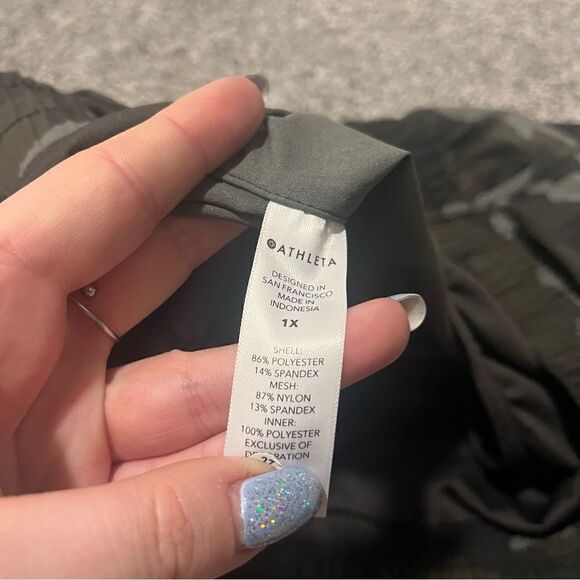 ATHLETA
DESIGNED IN
SAN FRANCISCO
MADE IN
INDONESIA
1X
SHELL:
86% POLYESTER
14% SPANDEX
MESH:
87% NYLON
13% SPANDEX
INNER:
100% POLYESTER
EXCLUSIVE OF